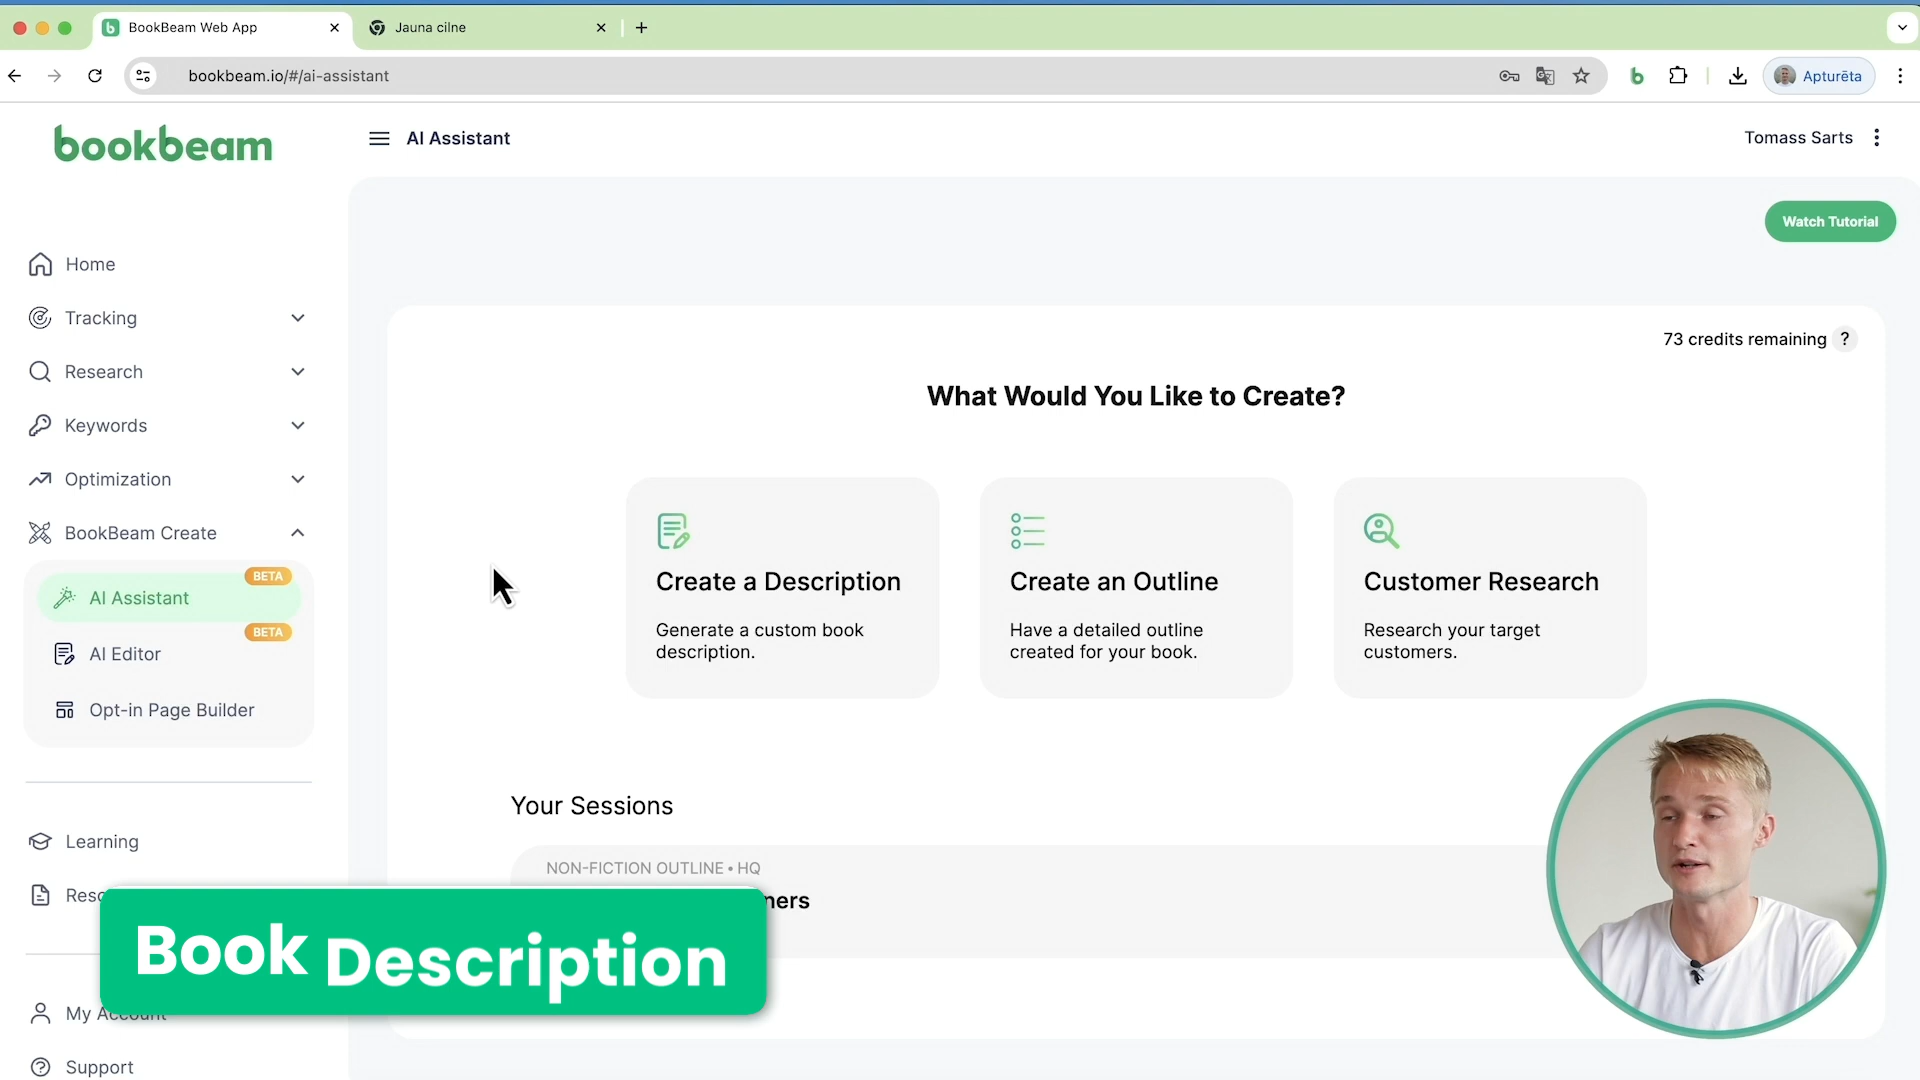 BookBeam Web App
Jauna cilne
bookbeam.io/#/ai-assistant
Apturēta
bookbeam
AI Assistant
Tomass Sarts
Watch Tutorial
Home
Tracking
Research
Keywords
Optimization
BookBeam Create
BETA
AI Assistant
BETA
AI Editor
Opt-in Page Builder
Learning
My Account
Support
73 credits remaining ?
What Would You Like to Create?
Create a Description
Generate a custom book
description.
Create an Outline
Have a detailed outline
created for your book.
Customer Research
Research your target
customers.
Your Sessions
NON-FICTION OUTLINE • HQ
Book Description